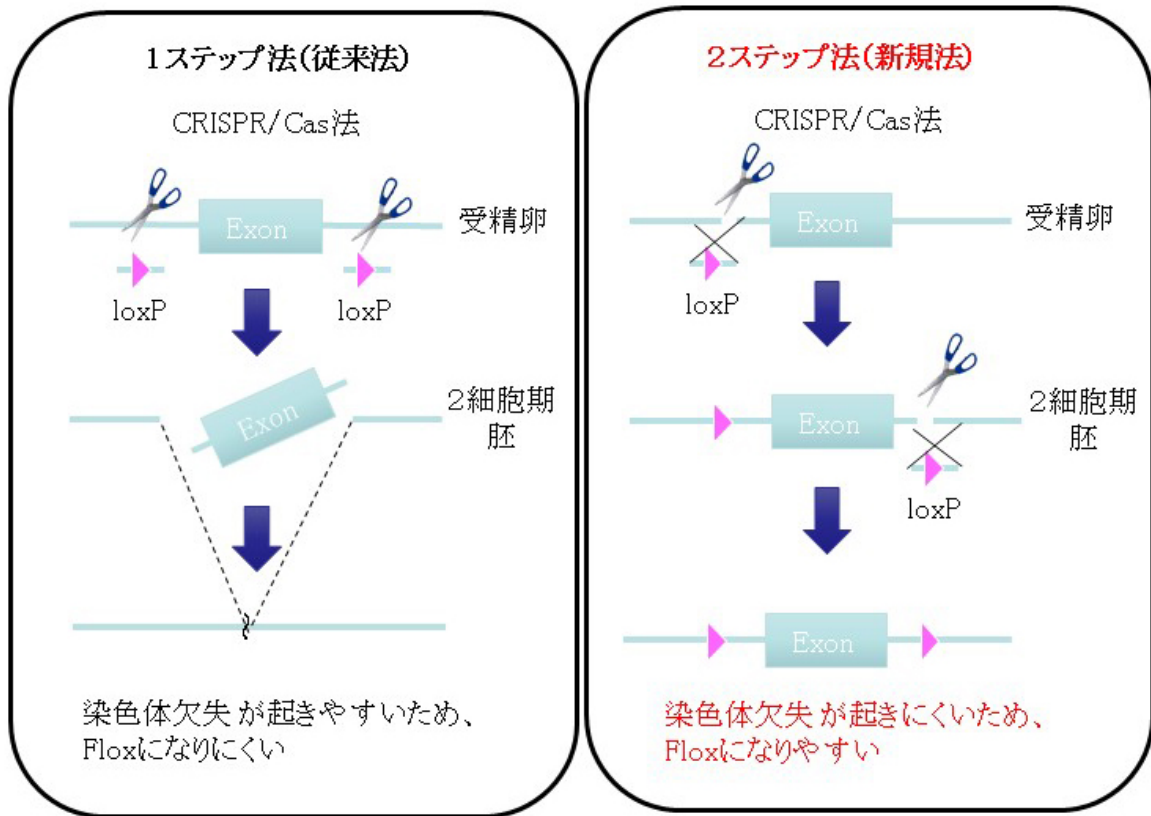 1ステップ法(従来法)
CRISPR/Cas法
Exon
受精卵
loxP
loxP
Exon
2細胞期
胚
染色体欠失が起きやすいため、
Floxになりにくい
2ステップ法(新規法)
CRISPR/Cas法
Exon
受精卵
loxP
Exon
2細胞期
胚
loxP
Exon
染色体欠失が起きにくいため、
Floxになりやすい